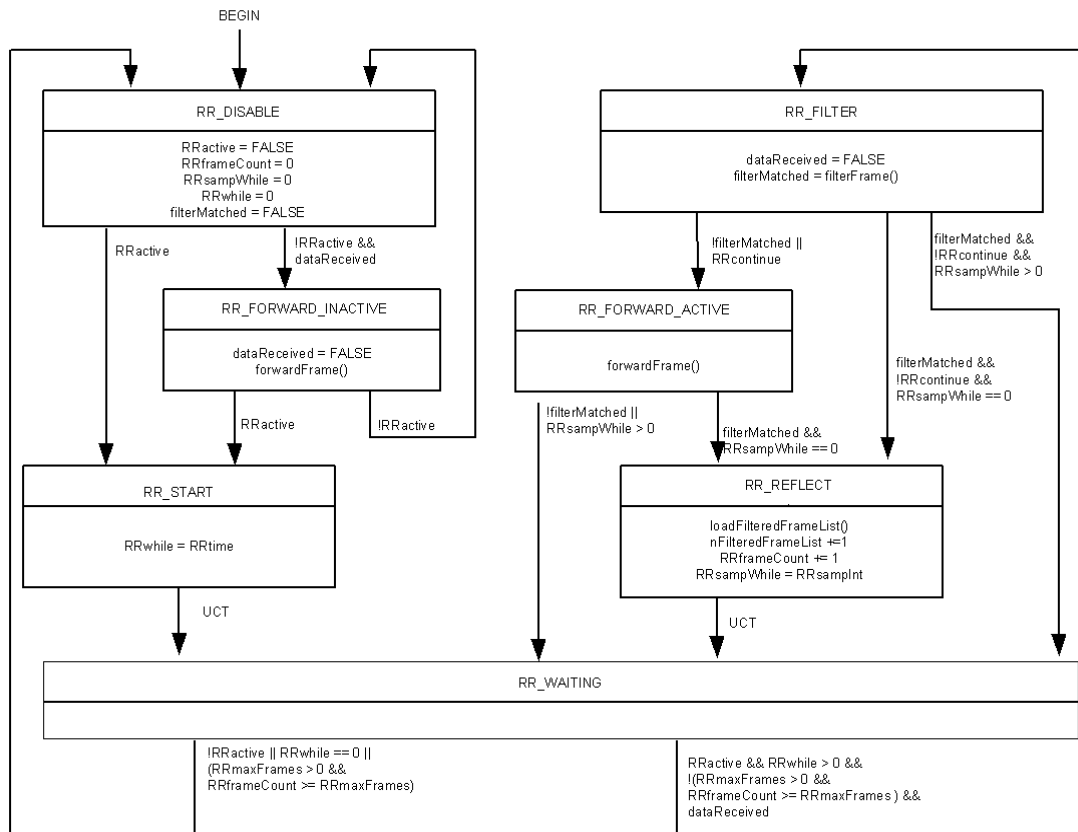 BEGIN
RR_DISABLE
RRactive = FALSE
RRframeCount = 0
RRsampWhile = 0
RRwhile = 0
filterMatched = FALSE
RRactive
!RRactive &&
dataReceived
RR_FORWARD_INACTIVE
dataReceived = FALSE
forwardFrame()
RRactive
!RRactive
RR_START
RRwhile = RRtime
UCT
RR_FILTER
dataReceived = FALSE
filterMatched = filterFrame()
!filterMatched ||
RRcontinue
filterMatched &&
!RRcontinue &&
RRsampWhile > 0
RR_FORWARD_ACTIVE
forwardFrame()
filterMatched &&
!RRcontinue &&
RRsampWhile == 0
!filterMatched ||
RRsampWhile > 0
filterMatched &&
RRsampWhile == 0
RR_REFLECT
loadFilteredFrameList()
nFilteredFrameList +=1
RRframeCount += 1
RRsampWhile = RRsampInt
UCT
RR_WAITING
!RRactive || RRwhile == 0 ||
(RRmaxFrames > 0 &&
RRframeCount >= RRmaxFrames)
RRactive && RRwhile > 0 &&
!(RRmaxFrames > 0 &&
RRframeCount >= RRmaxFrames ) &&
dataReceived